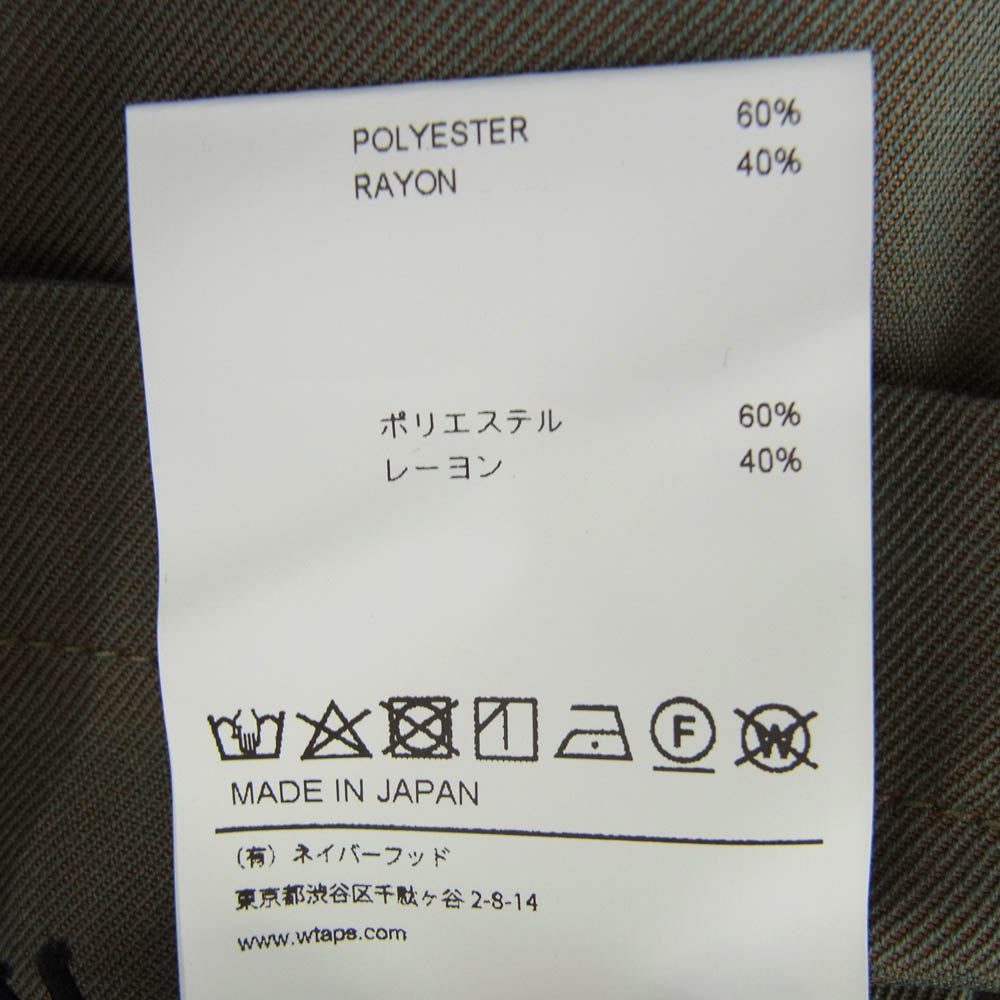 POLYESTER 60%
RAYON 40%
ポリエステル 60%
レーヨン 40%
F W
MADE IN JAPAN
(有) ネイバーフッド
東京都渋谷区千駄ヶ谷 2-8-14
www.wtaps.com